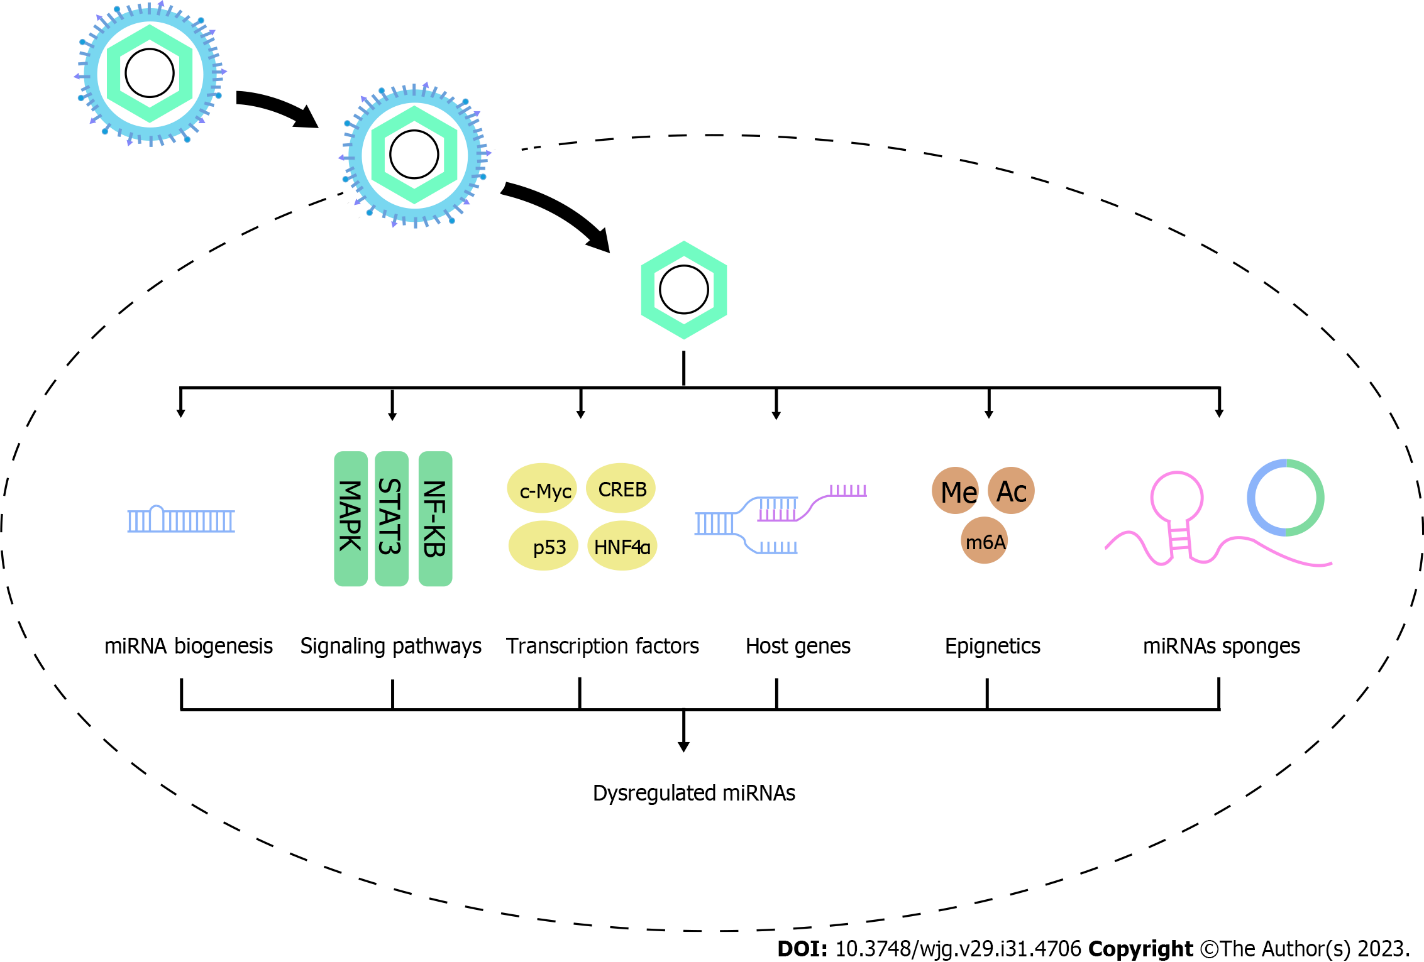 MAPK
STAT3
NF-KB
c-Myc
CREB
p53
HNF4a
Me
Ac
m6A
miRNA biogenesis
Signaling pathways
Transcription factors
Host genes
Epignetics
miRNAs sponges
Dysregulated miRNAs
DOI: 10.3748/wjg.v29.i31.4706 Copyright ©The Author(s) 2023.